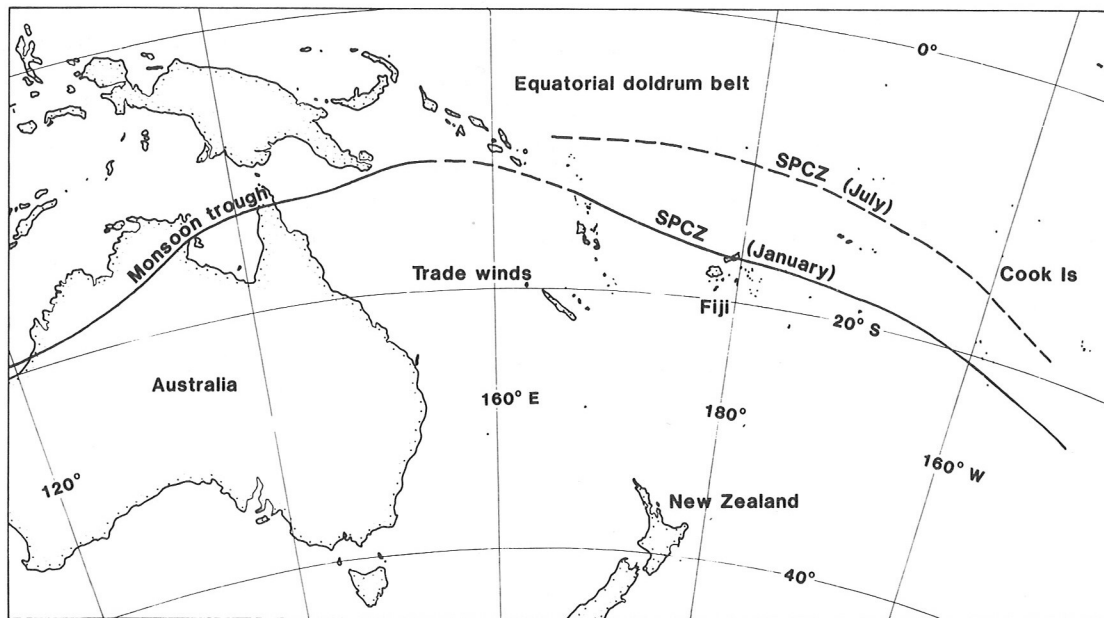 0°
Equatorial doldrum belt
SPCZ (July)
Monsoon trough
SPCZ (January)
Trade winds
Cook Is
Fiji
20° S
Australia
160° E
180°
160° W
120°
New Zealand
40°